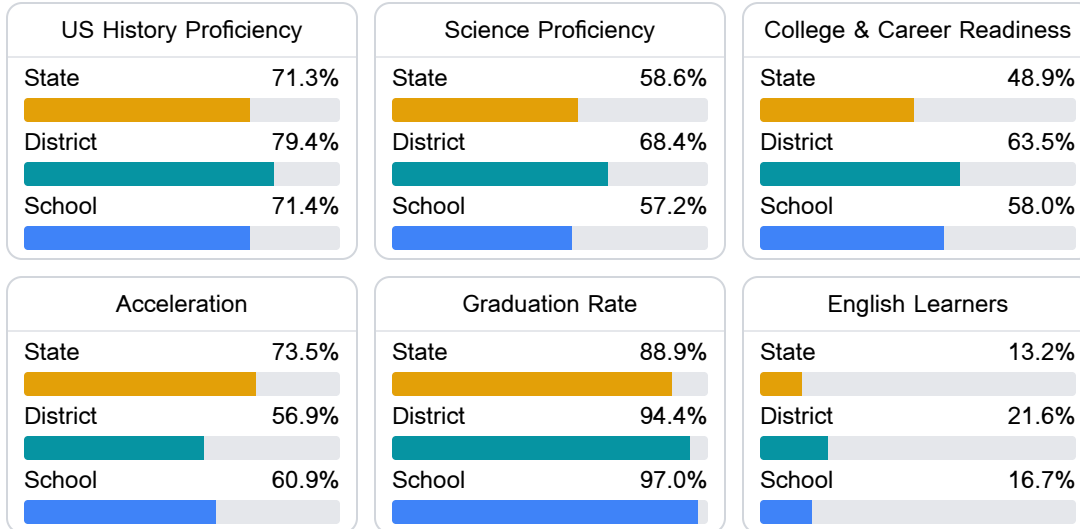 US History Proficiency
State 71.3%
District 79.4%
School 71.4%
Science Proficiency
State 58.6%
District 68.4%
School 57.2%
College & Career Readiness
State 48.9%
District 63.5%
School 58.0%
Acceleration
State 73.5%
District 56.9%
School 60.9%
Graduation Rate
State 88.9%
District 94.4%
School 97.0%
English Learners
State 13.2%
District 21.6%
School 16.7%